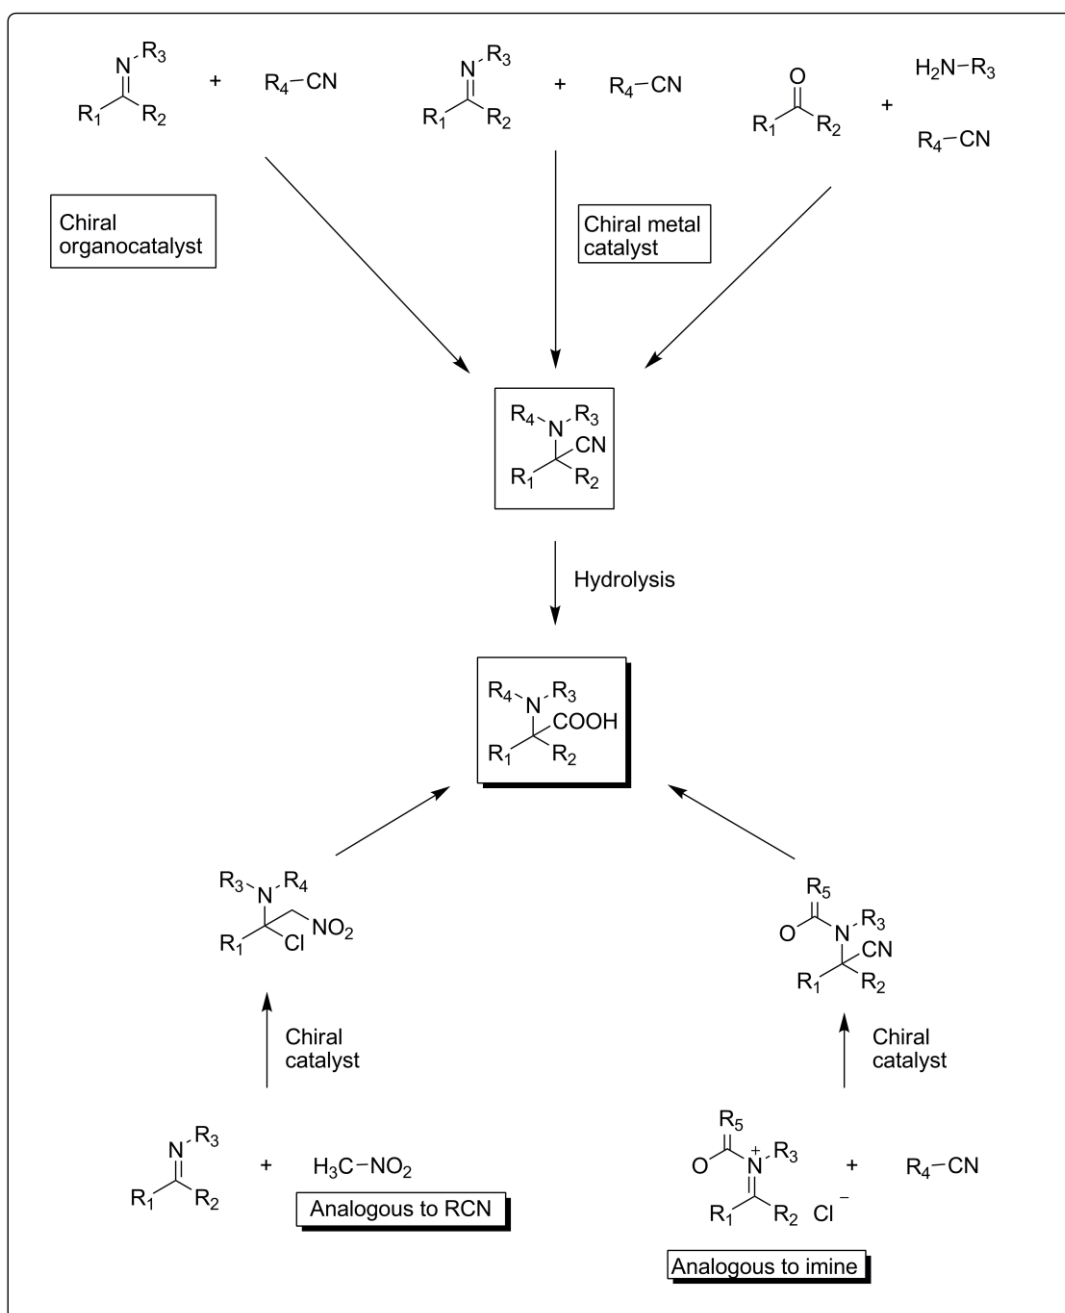 N R3 R1 R2 + R4–CN N R3 R1 R2 + R4–CN O R1 R2 + H2N–R3
R4–CN
Chiral
organocatalyst
Chiral metal
catalyst
R4 N R3 CN R1 R2
Hydrolysis
R4 N R3 COOH R1 R2
R3 N R4 NO2 R1 Cl
R5 O N R3 CN R1 R2
Chiral
catalyst
Chiral
catalyst
N R3 R1 R2 + H3C–NO2
Analogous to RCN
R5 O N+ R3 R1 R2 Cl− + R4–CN
Analogous to imine